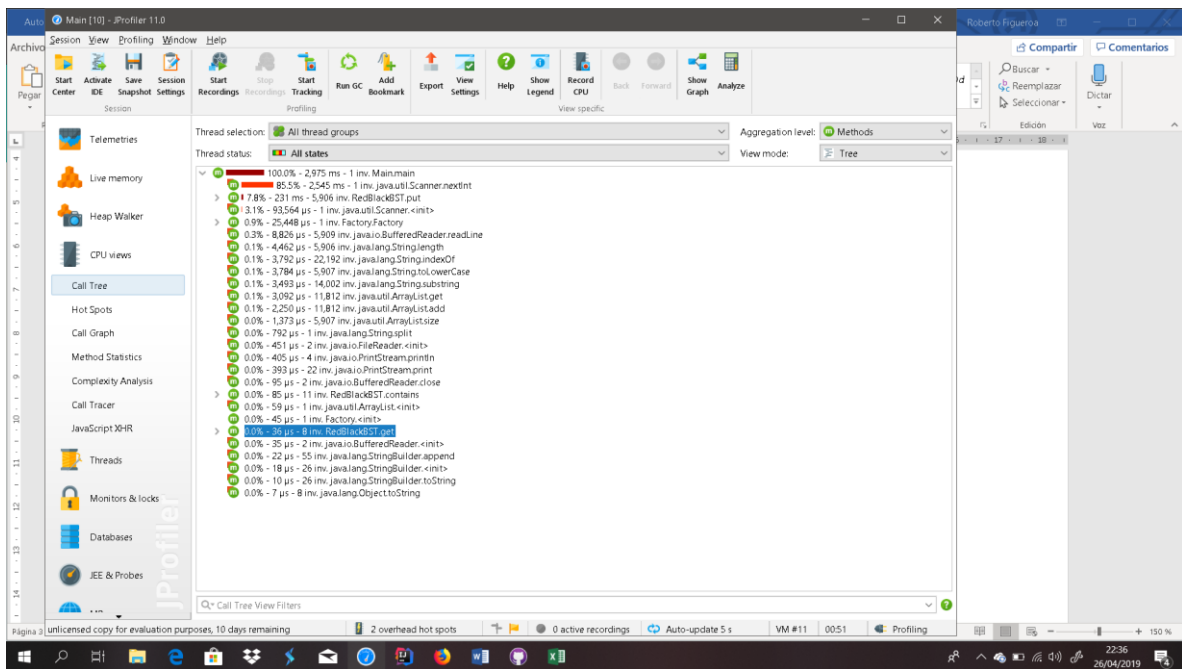 Auto
Main [10] - JProfiler 11.0
Roberto Figueroa
Archivo
Session View Profiling Window Help
Compartir
Comentarios
Pegar
Start Center
Activate IDE
Save Snapshot
Session Settings
Start Recordings
Stop Recordings
Start Tracking
Run GC
Add Bookmark
Export
View Settings
Help
Show Legend
Record CPU
Back
Forward
Show Graph
Analyze
Buscar
Reemplazar
Seleccionar
Dictar
Session
Profiling
View specific
Edición
Voz
Telemetries
Live memory
Heap Walker
CPU views
Call Tree
Hot Spots
Call Graph
Method Statistics
Complexity Analysis
Call Tracer
JavaScript XHR
Threads
Monitors & locks
Databases
JEE & Probes
JProfiler
Thread selection: All thread groups
Aggregation level: Methods
Thread status: All states
View mode: Tree
17 18
100.0% - 2,975 ms - 1 inv. Main.main
85.5% - 2,545 ms - 1 inv. java.util.Scanner.nextInt
7.8% - 231 ms - 5,906 inv. RedBlackBST.put
3.1% - 93,564 µs - 1 inv. java.util.Scanner.<init>
0.9% - 25,448 µs - 1 inv. Factory.Factory
0.3% - 8,826 µs - 5,909 inv. java.io.BufferedReader.readLine
0.1% - 4,462 µs - 5,906 inv. java.lang.String.length
0.1% - 3,792 µs - 22,192 inv. java.lang.String.indexOf
0.1% - 3,784 µs - 5,907 inv. java.lang.String.toLowerCase
0.1% - 3,493 µs - 14,002 inv. java.lang.String.substring
0.1% - 3,092 µs - 11,812 inv. java.util.ArrayList.get
0.1% - 2,250 µs - 11,812 inv. java.util.ArrayList.add
0.0% - 1,373 µs - 5,907 inv. java.util.ArrayList.size
0.0% - 792 µs - 1 inv. java.lang.String.split
0.0% - 451 µs - 2 inv. java.io.FileReader.<init>
0.0% - 405 µs - 4 inv. java.io.PrintStream.println
0.0% - 393 µs - 22 inv. java.io.PrintStream.print
0.0% - 95 µs - 2 inv. java.io.BufferedReader.close
0.0% - 85 µs - 11 inv. RedBlackBST.contains
0.0% - 59 µs - 1 inv. java.util.ArrayList.<init>
0.0% - 45 µs - 1 inv. Factory.<init>
0.0% - 36 µs - 8 inv. RedBlackBST.get
0.0% - 35 µs - 2 inv. java.io.BufferedReader.<init>
0.0% - 22 µs - 55 inv. java.lang.StringBuilder.append
0.0% - 18 µs - 26 inv. java.lang.StringBuilder.<init>
0.0% - 10 µs - 26 inv. java.lang.StringBuilder.toString
0.0% - 7 µs - 8 inv. java.lang.Object.toString
Call Tree View Filters
Página 3
unlicensed copy for evaluation purposes, 10 days remaining
2 overhead hot spots
0 active recordings
Auto-update 5 s
VM #11
00:51
Profiling
150 %
22:36
26/04/2019